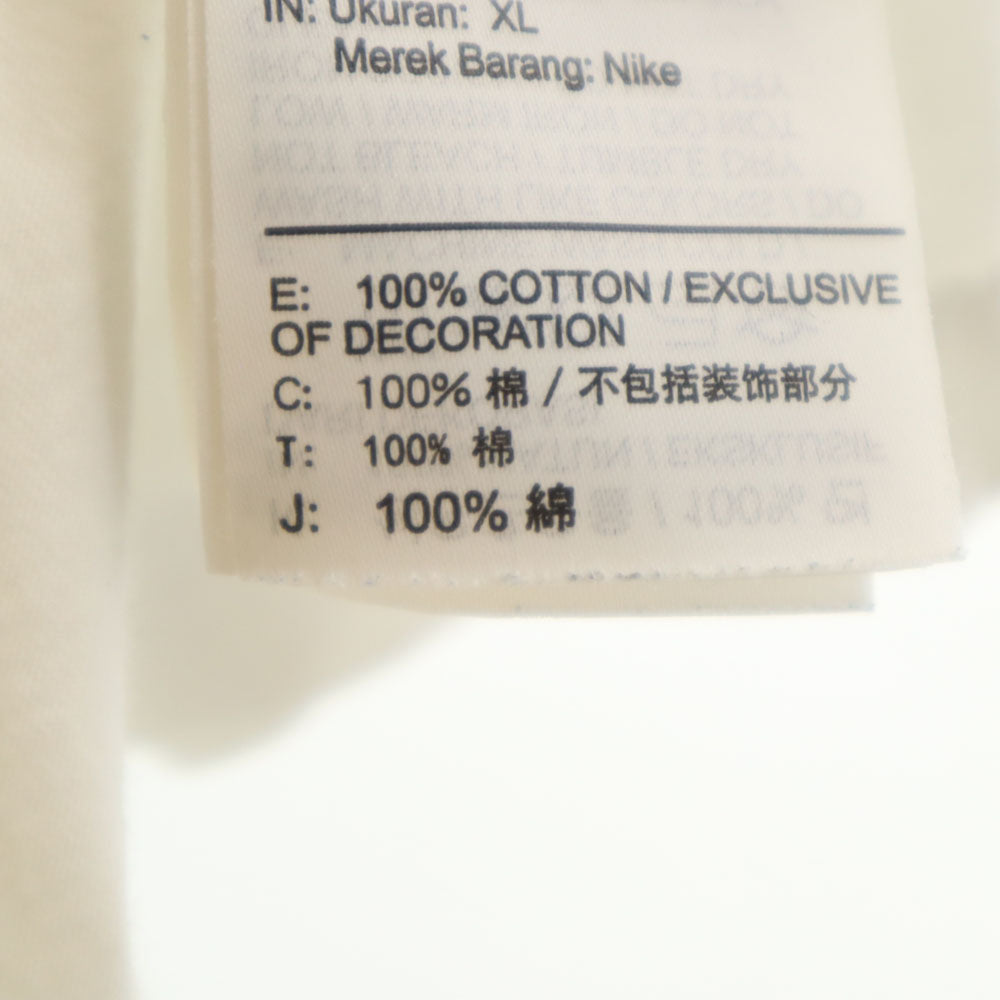 IN: Ukuran: XL
Merek Barang: Nike
E: 100% COTTON / EXCLUSIVE
OF DECORATION
C: 100% 棉 / 不包括装饰部分
T: 100% 棉
J: 100% 綿